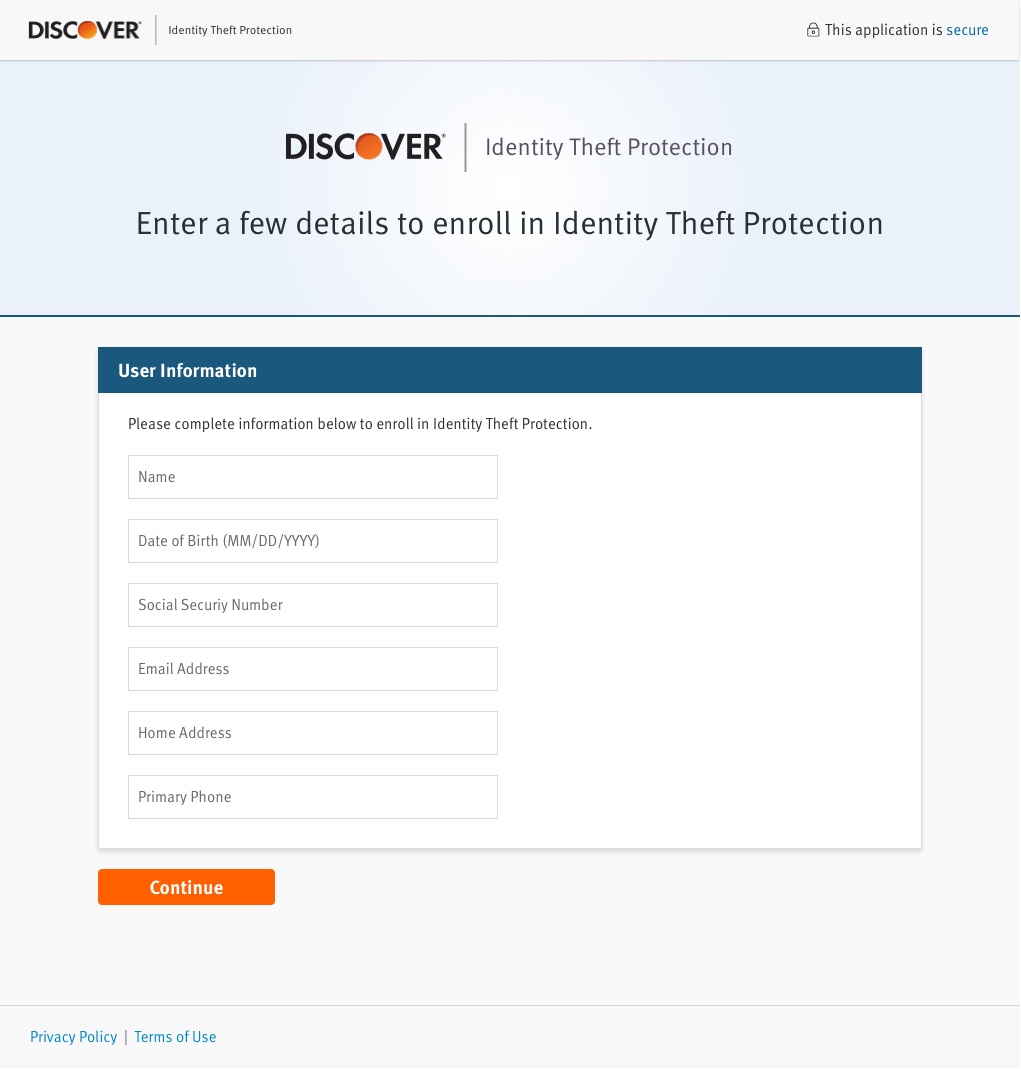 DISCOVER® Identity Theft Protection This application is secure
DISCOVER® Identity Theft Protection
Enter a few details to enroll in Identity Theft Protection
User Information
Please complete information below to enroll in Identity Theft Protection.
Name
Date of Birth (MM/DD/YYYY)
Social Securiy Number
Email Address
Home Address
Primary Phone
Continue
Privacy Policy | Terms of Use